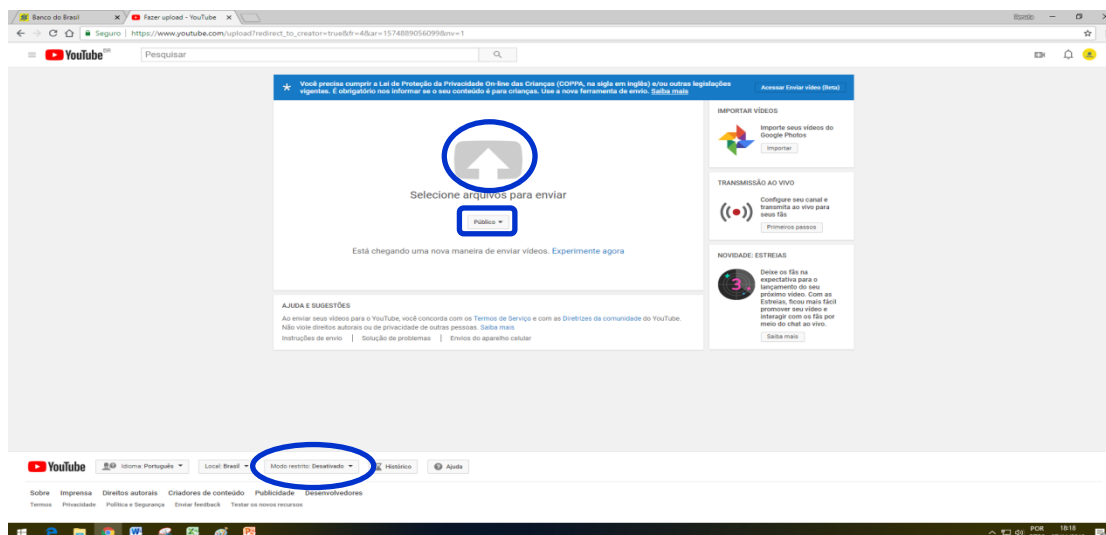 Banco do Brasil
Fazer upload - YouTube
Seguro
https://www.youtube.com/upload?redirect_to_creator=true&fr=4&ar=1574889056099&nv=1
YouTube BR
Pesquisar
Você precisa cumprir a Lei de Proteção da Privacidade On-line das Crianças (COPPA, na sigla em inglês) e/ou outras legislações
vigentes. É obrigatório nos informar se o seu conteúdo é para crianças. Use a nova ferramenta de envio. Saiba mais
Acessar Enviar vídeo (Beta)
Selecione arquivos para enviar
Público
Está chegando uma nova maneira de enviar vídeos. Experimente agora
AJUDA E SUGESTÕES
Ao enviar seus vídeos para o YouTube, você concorda com os Termos de Serviço e com as Diretrizes da comunidade do YouTube.
Não viole direitos autorais ou de privacidade de outras pessoas. Saiba mais
Instruções de envio | Solução de problemas | Envios do aparelho celular
IMPORTAR VÍDEOS
Importe seus vídeos do
Google Photos
Importar
TRANSMISSÃO AO VIVO
Configure seu canal e
transmita ao vivo para
seus fãs
Primeiros passos
NOVIDADE: ESTREIAS
3
Deixe os fãs na
expectativa para o
lançamento do seu
próximo vídeo. Com as
Estreias, ficou mais fácil
promover seu vídeo e
interagir com os fãs por
meio do chat ao vivo.
Saiba mais
YouTube
Idioma: Português
Local: Brasil
Modo restrito: Desativado
Histórico
Ajuda
Sobre Imprensa Direitos autorais Criadores de conteúdo Publicidade Desenvolvedores
Termos Privacidade Política e Segurança Enviar feedback Testar os novos recursos
POR
18:18